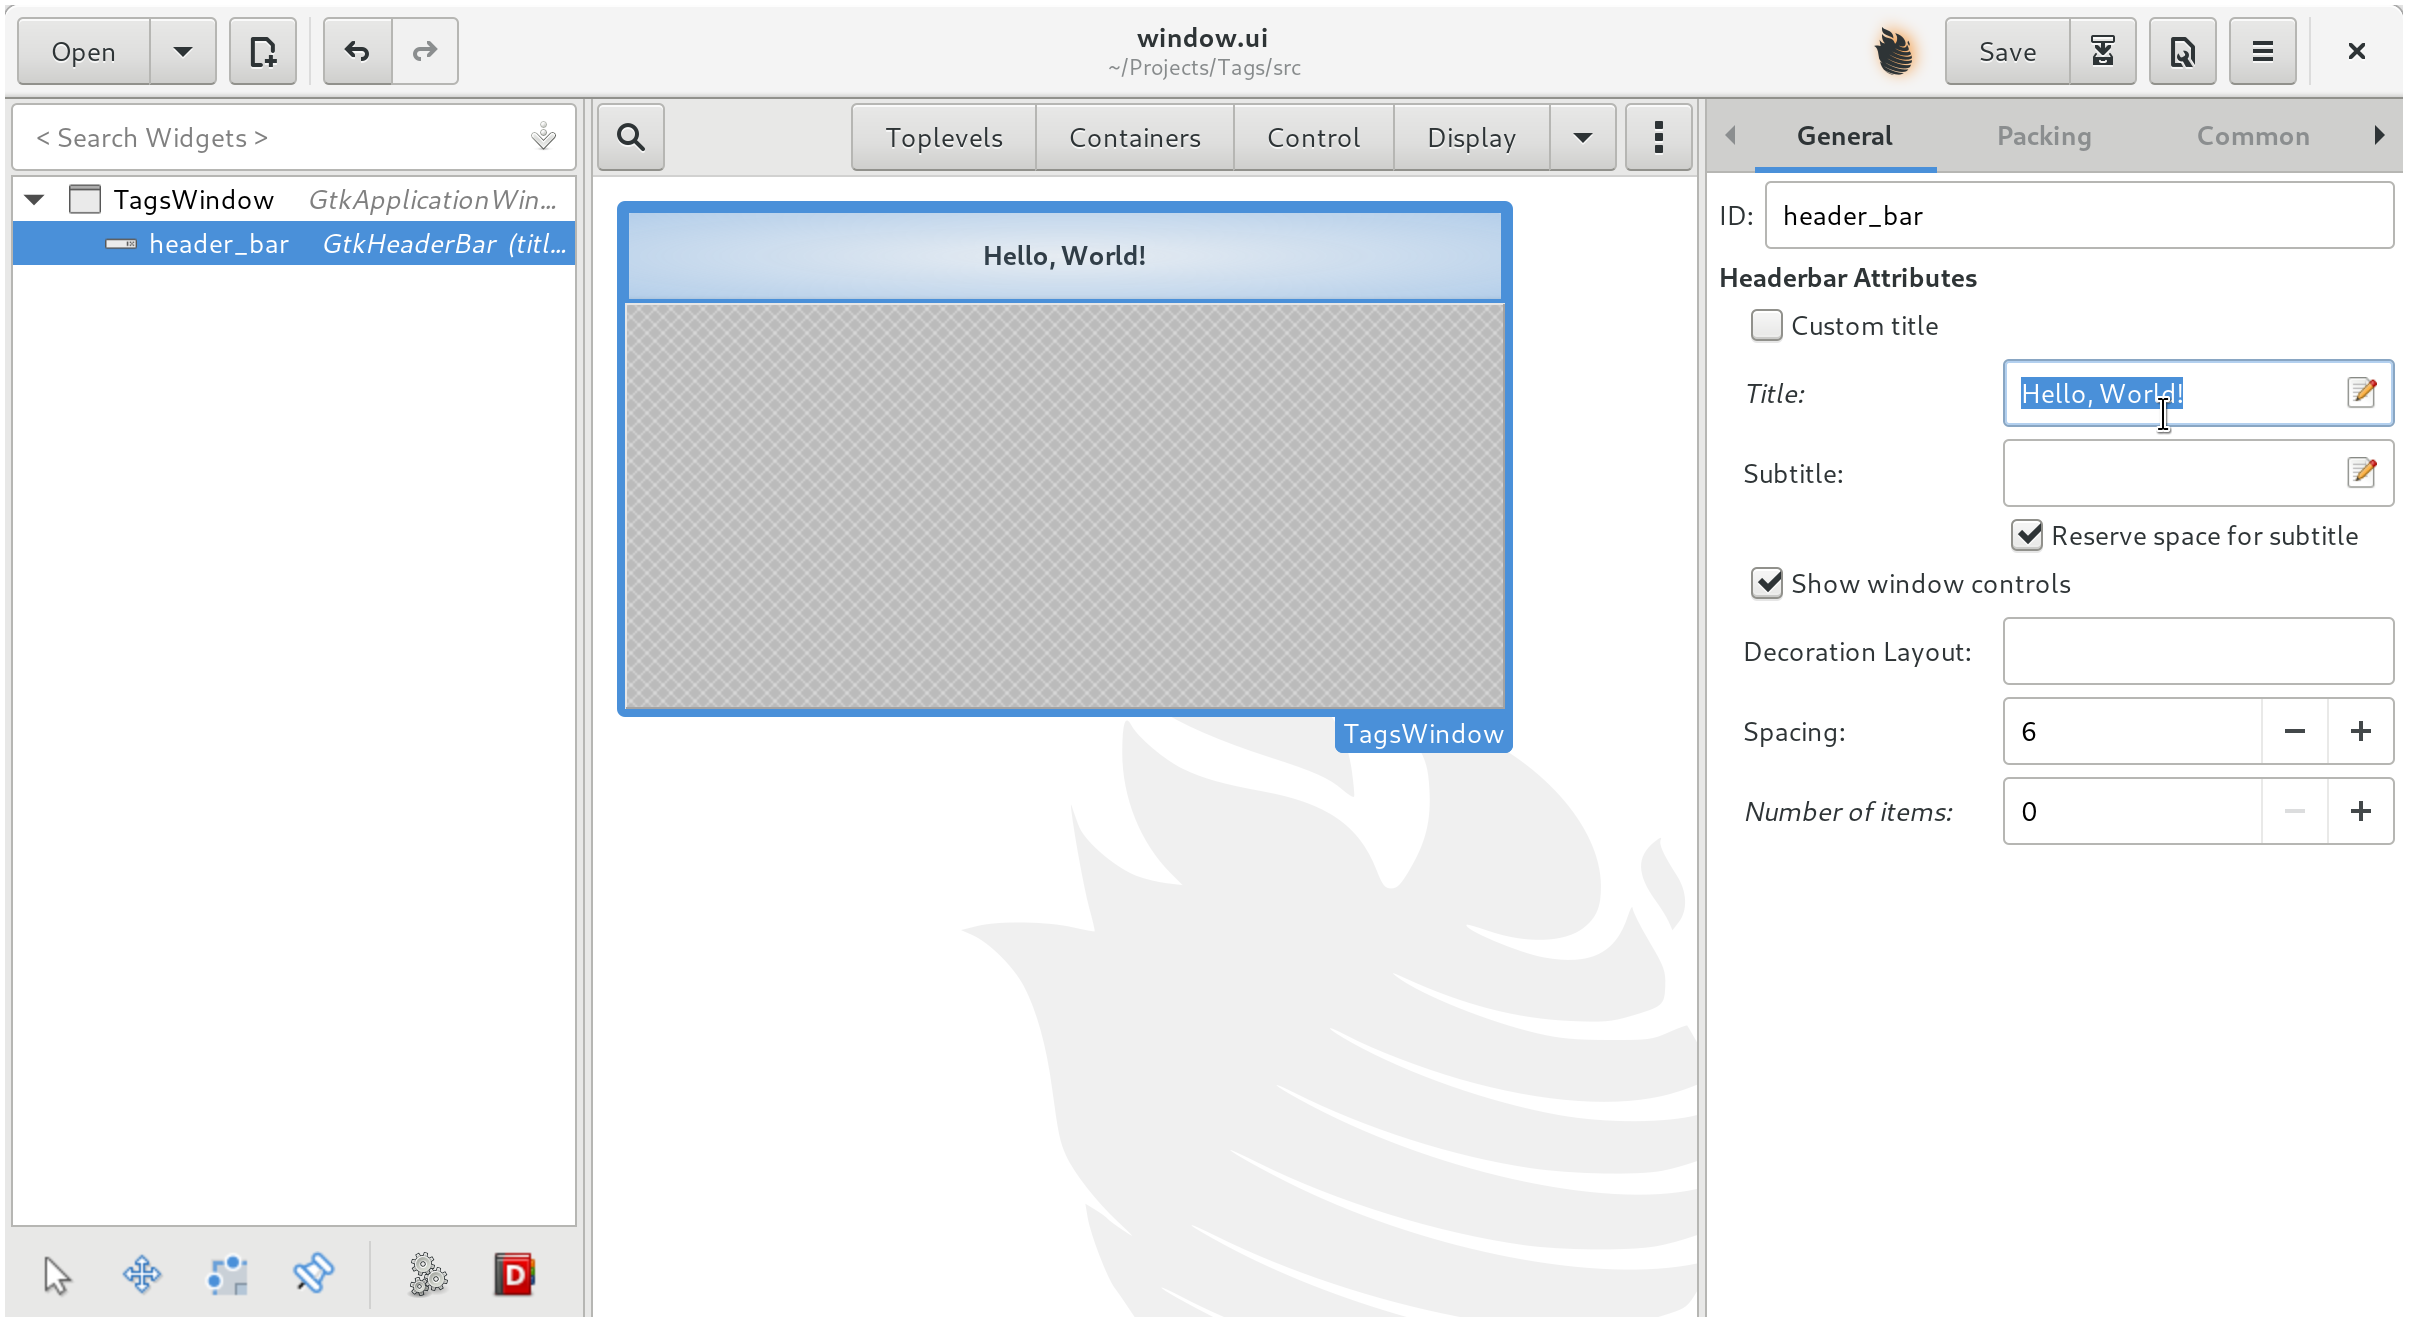 Open
window.ui
~/Projects/Tags/src
Save
< Search Widgets >
TagsWindow GtkApplicationWin...
header_bar GtkHeaderBar (titl...
Toplevels Containers Control Display
Hello, World!
TagsWindow
General Packing Common
ID: header_bar
Headerbar Attributes
Custom title
Title: Hello, World!
Subtitle:
Reserve space for subtitle
Show window controls
Decoration Layout:
Spacing: 6
Number of items: 0
D